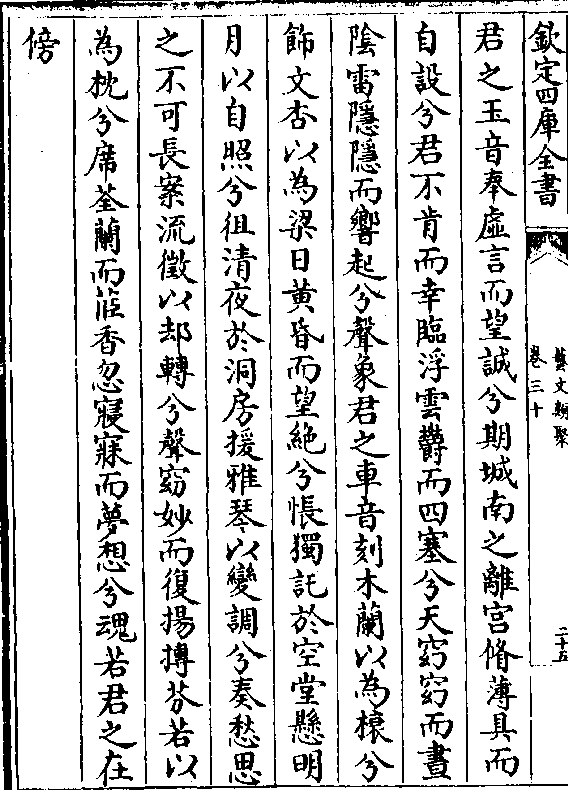 欽定四庫全書
藝文類聚
卷三十
二十五
君之玉音奉虛言而望誠兮期城南之離宮脩薄具而
自設兮君不肯而幸臨浮雲欝而四塞兮天窈窈而晝
隂雷隱隱而響起兮聲象君之車音刻木蘭以為榱兮
飾文杏以為梁日黄昏而望絶兮悵獨託於空堂懸明
月以自照兮徂清夜於洞房援雅琴以變調兮奏愁思
之不可長案流徵以却轉兮聲窈妙而復揚摶芬若以
為枕兮席荃蘭而茝香忽寢寐而夢想兮魂若君之在
傍